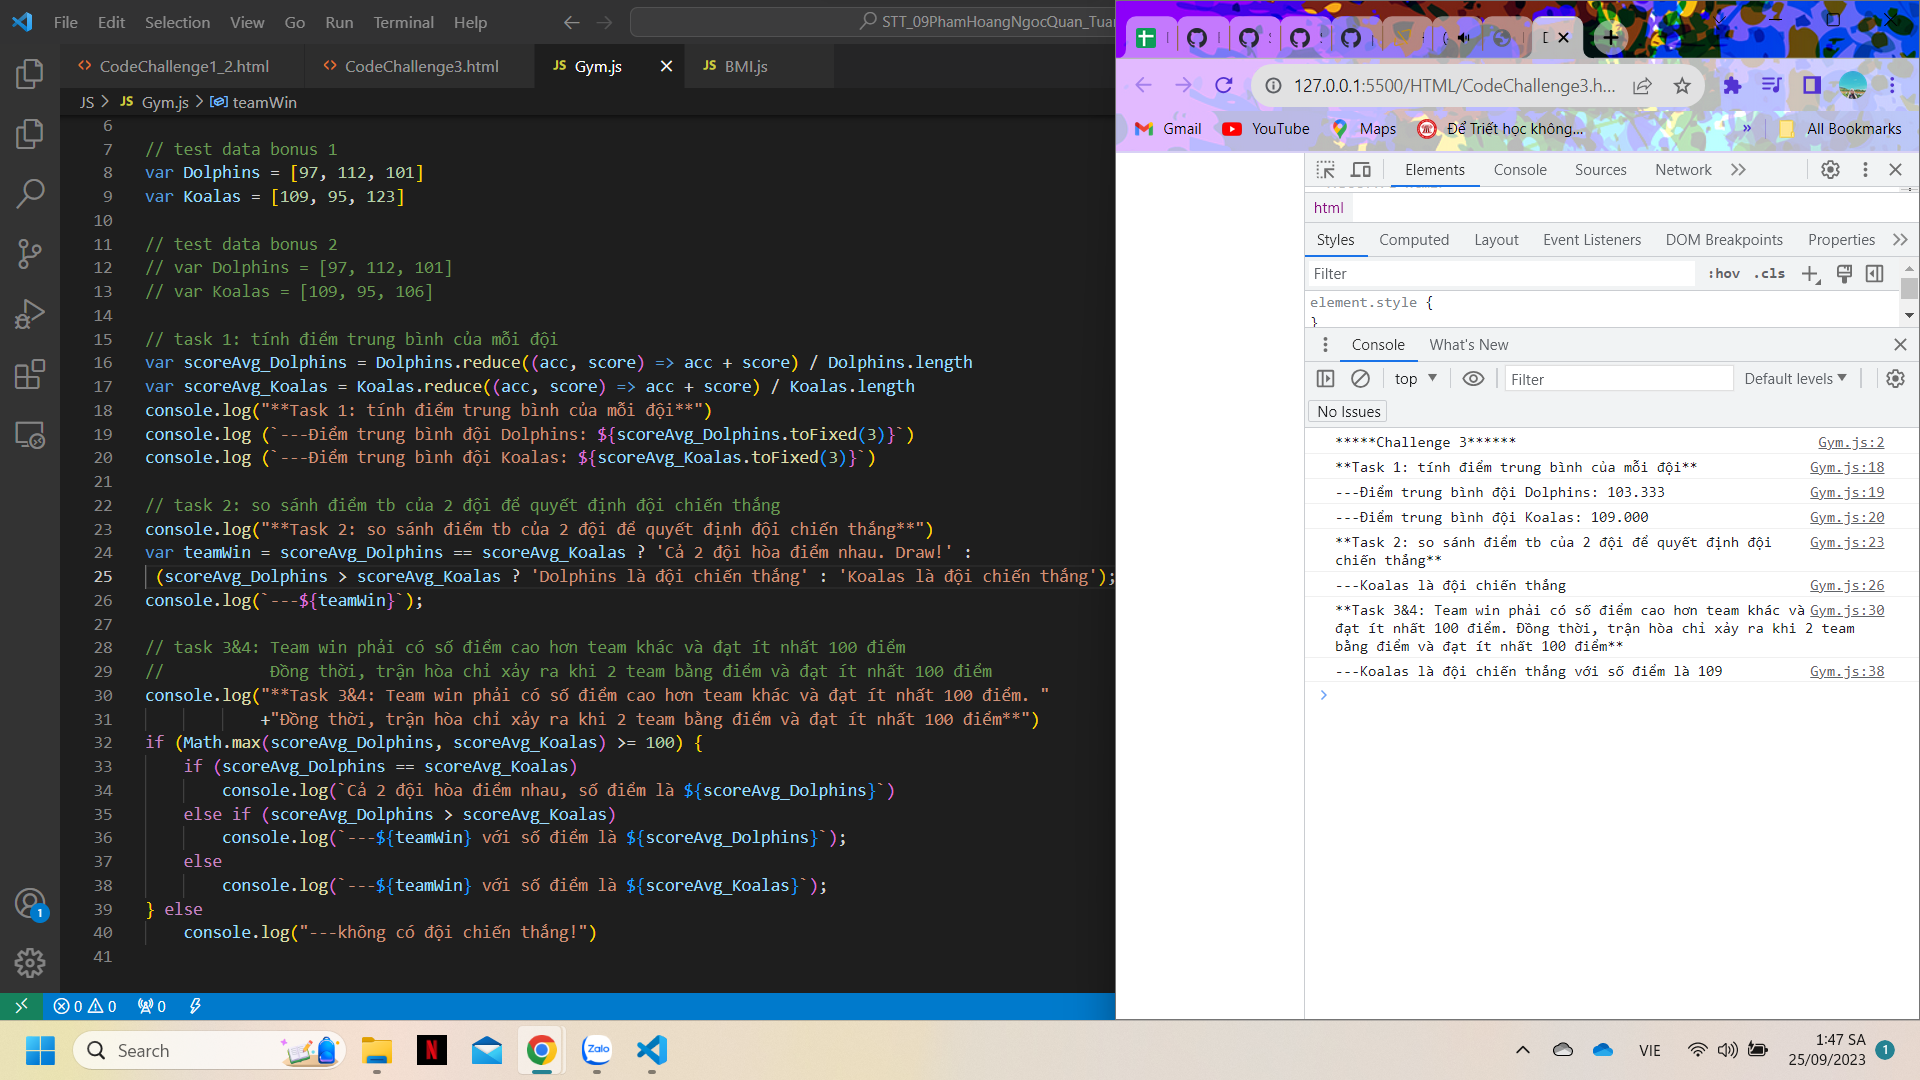 File Edit Selection View Go Run Terminal Help
STT_09PhamHoangNgocQuan_Tuan
CodeChallenge1_2.html
CodeChallenge3.html
JS Gym.js
JS BMI.js
JS > JS Gym.js > teamWin
6
7 // test data bonus 1
8 var Dolphins = [97, 112, 101]
9 var Koalas = [109, 95, 123]
10
11 // test data bonus 2
12 // var Dolphins = [97, 112, 101]
13 // var Koalas = [109, 95, 106]
14
15 // task 1: tính điểm trung bình của mỗi đội
16 var scoreAvg_Dolphins = Dolphins.reduce((acc, score) => acc + score) / Dolphins.length
17 var scoreAvg_Koalas = Koalas.reduce((acc, score) => acc + score) / Koalas.length
18 console.log("**Task 1: tính điểm trung bình của mỗi đội**")
19 console.log (`---Điểm trung bình đội Dolphins: ${scoreAvg_Dolphins.toFixed(3)}`)
20 console.log (`---Điểm trung bình đội Koalas: ${scoreAvg_Koalas.toFixed(3)}`)
21
22 // task 2: so sánh điểm tb của 2 đội để quyết định đội chiến thắng
23 console.log("**Task 2: so sánh điểm tb của 2 đội để quyết định đội chiến thắng**")
24 var teamWin = scoreAvg_Dolphins == scoreAvg_Koalas ? 'Cả 2 đội hòa điểm nhau. Draw!' :
25 (scoreAvg_Dolphins > scoreAvg_Koalas ? 'Dolphins là đội chiến thắng' : 'Koalas là đội chiến thắng');
26 console.log(`---${teamWin}`);
27
28 // task 3&4: Team win phải có số điểm cao hơn team khác và đạt ít nhất 100 điểm
29 // Đồng thời, trận hòa chỉ xảy ra khi 2 team bằng điểm và đạt ít nhất 100 điểm
30 console.log("**Task 3&4: Team win phải có số điểm cao hơn team khác và đạt ít nhất 100 điểm. "
31 +"Đồng thời, trận hòa chỉ xảy ra khi 2 team bằng điểm và đạt ít nhất 100 điểm**")
32 if (Math.max(scoreAvg_Dolphins, scoreAvg_Koalas) >= 100) {
33 if (scoreAvg_Dolphins == scoreAvg_Koalas)
34 console.log(`Cả 2 đội hòa điểm nhau, số điểm là ${scoreAvg_Dolphins}`)
35 else if (scoreAvg_Dolphins > scoreAvg_Koalas)
36 console.log(`---${teamWin} với số điểm là ${scoreAvg_Dolphins}`);
37 else
38 console.log(`---${teamWin} với số điểm là ${scoreAvg_Koalas}`);
39 } else
40 console.log("---không có đội chiến thắng!")
41
0 0 0
127.0.0.1:5500/HTML/CodeChallenge3.h...
Gmail YouTube Maps Để Triết học không... » All Bookmarks
Elements Console Sources Network
html
Styles Computed Layout Event Listeners DOM Breakpoints Properties
Filter :hov .cls
element.style {
}
Console What's New
top Filter Default levels
No Issues
*****Challenge 3****** Gym.js:2
**Task 1: tính điểm trung bình của mỗi đội** Gym.js:18
---Điểm trung bình đội Dolphins: 103.333 Gym.js:19
---Điểm trung bình đội Koalas: 109.000 Gym.js:20
**Task 2: so sánh điểm tb của 2 đội để quyết định đội Gym.js:23
chiến thắng**
---Koalas là đội chiến thắng Gym.js:26
**Task 3&4: Team win phải có số điểm cao hơn team khác và Gym.js:30
đạt ít nhất 100 điểm. Đồng thời, trận hòa chỉ xảy ra khi 2 team
bằng điểm và đạt ít nhất 100 điểm**
---Koalas là đội chiến thắng với số điểm là 109 Gym.js:38
Search
N
Zalo
VIE
1:47 SA
25/09/2023
1